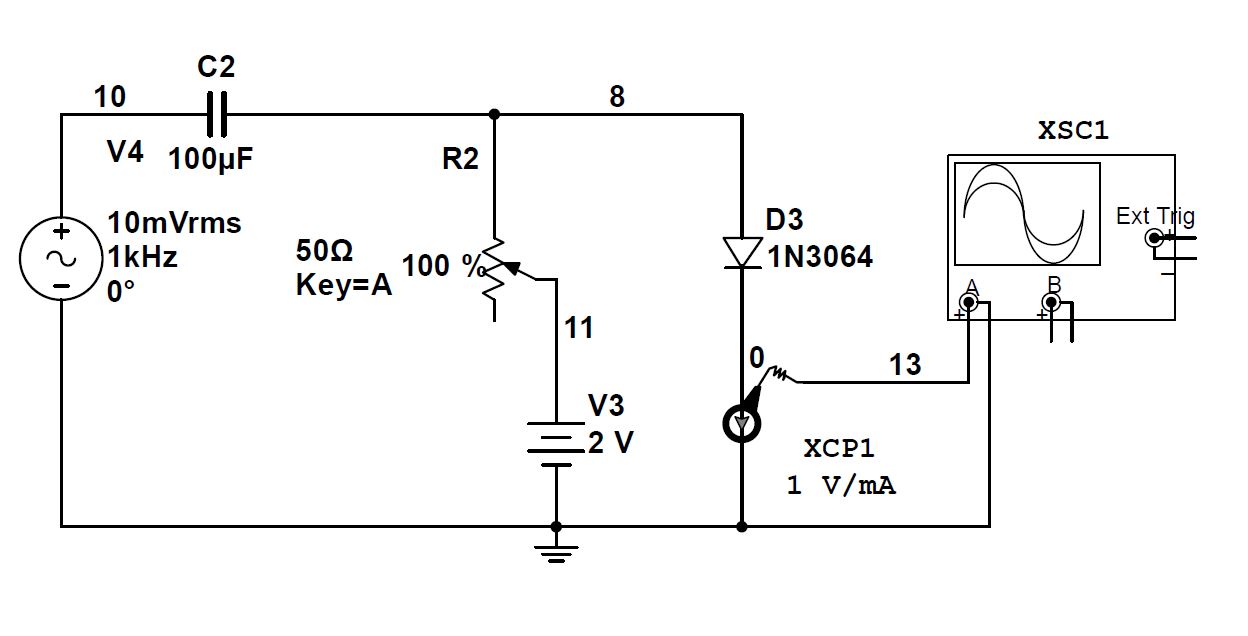 C2
10
8
V4
100µF
R2
XSC1
10mVrms
1kHz
0°
50Ω
Key=A
100 %
D3
1N3064
Ext Trig
+
−
A
B
+
+
11
0
13
V3
2 V
XCP1
1 V/mA